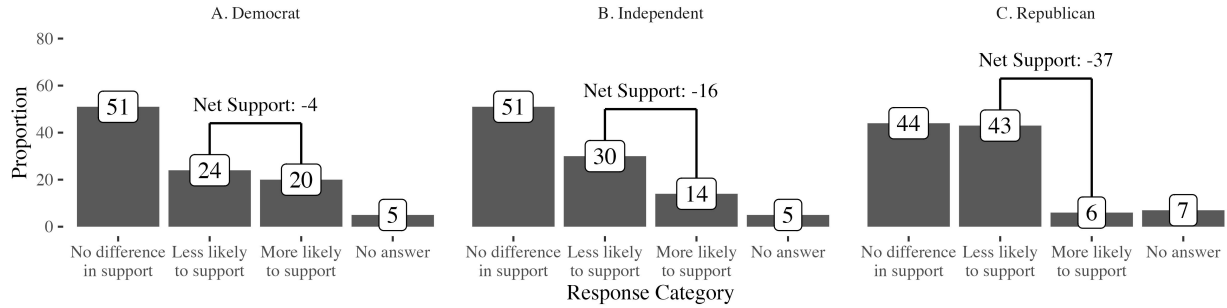 A. Democrat
B. Independent
C. Republican
Proportion
80
60
40
20
0
Net Support: -4
51
24
20
5
No difference
in support
Less likely
to support
More likely
to support
No answer
Net Support: -16
51
30
14
5
No difference
in support
Less likely
to support
More likely
to support
No answer
Net Support: -37
44
43
6
7
No difference
in support
Less likely
to support
More likely
to support
No answer
Response Category